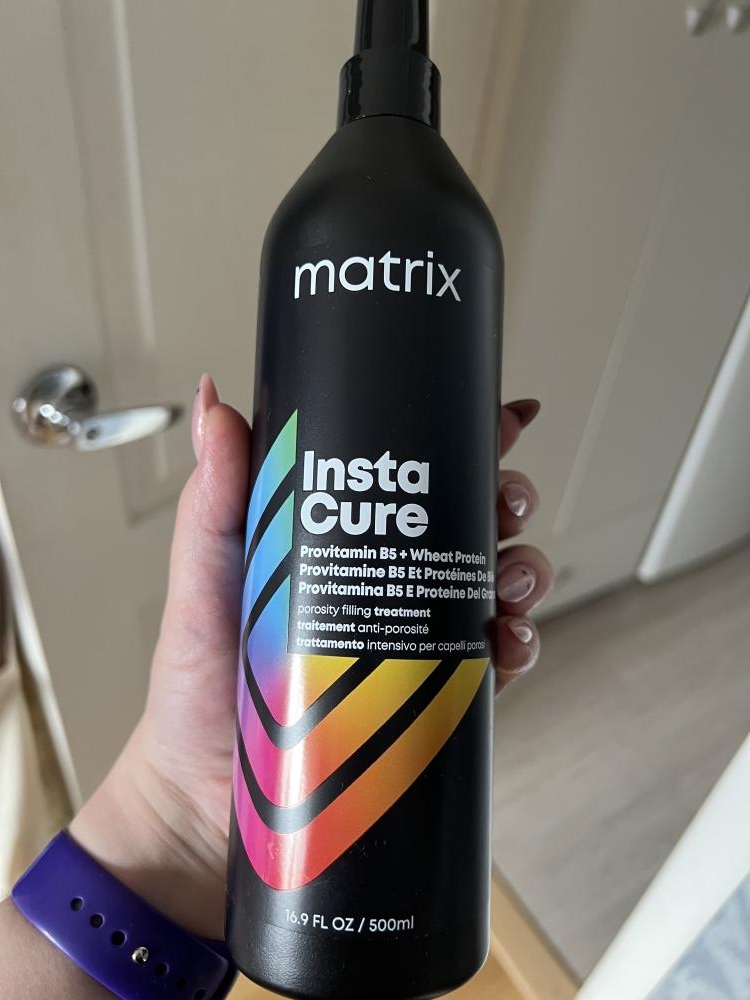 matrix
Insta
Cure
Provitamin B5 + Wheat Protein
Provitamine B5 Et Protéines De
Provitamina B5 E Proteine Del
porosity filling treatment
traitement anti-porosité
trattamento intensivo per capelli porosi
16.9 FL OZ / 500ml